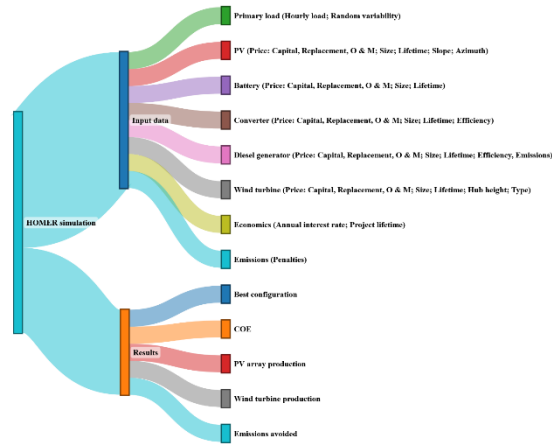 HOMER simulation
Input data
Primary load (Hourly load; Random variability)
PV (Price: Capital, Replacement, O & M; Size; Lifetime; Slope; Azimuth)
Battery (Price: Capital, Replacement, O & M; Size; Lifetime)
Converter (Price: Capital, Replacement, O & M; Size; Lifetime; Efficiency)
Diesel generator (Price: Capital, Replacement, O & M; Size; Lifetime; Efficiency, Emissions)
Wind turbine (Price: Capital, Replacement, O & M; Size; Lifetime; Hub height; Type)
Economics (Annual interest rate; Project lifetime)
Emissions (Penalties)
Results
Best configuration
COE
PV array production
Wind turbine production
Emissions avoided